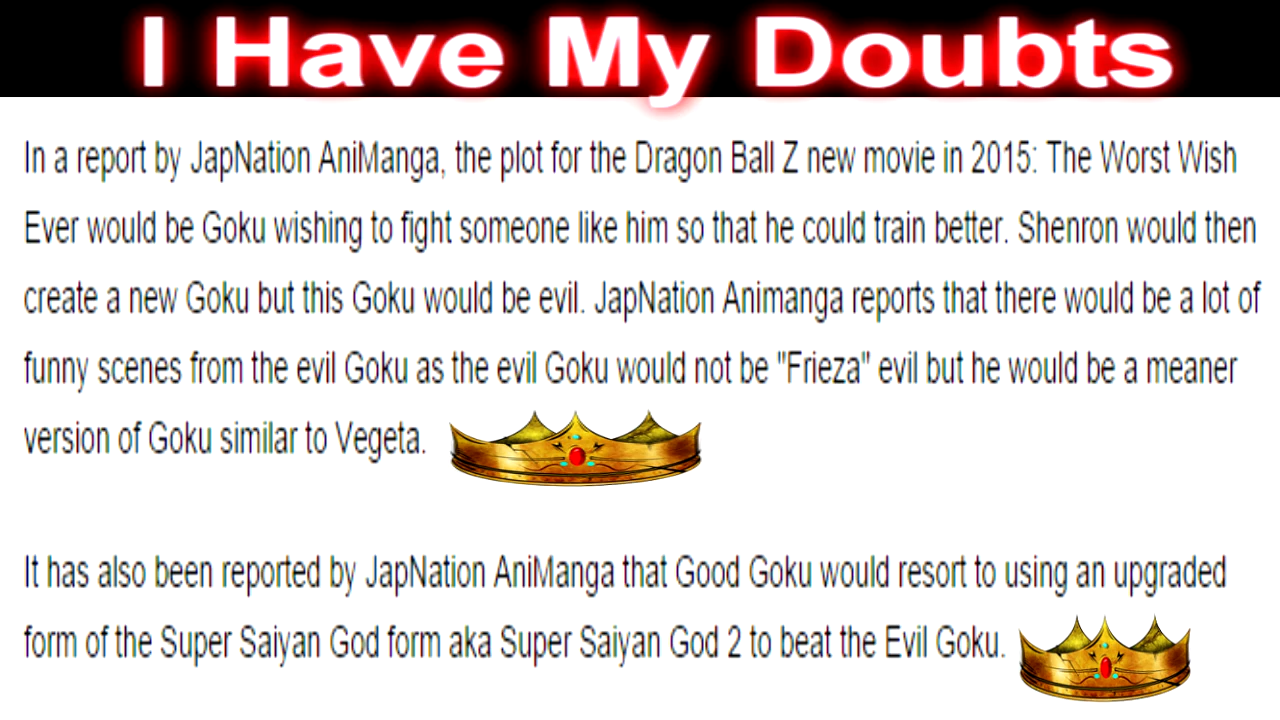 I Have My Doubts
In a report by JapNation AniManga, the plot for the Dragon Ball Z new movie in 2015: The Worst Wish
Ever would be Goku wishing to fight someone like him so that he could train better. Shenron would then
create a new Goku but this Goku would be evil. JapNation Animanga reports that there would be a lot of
funny scenes from the evil Goku as the evil Goku would not be "Frieza" evil but he would be a meaner
version of Goku similar to Vegeta.
It has also been reported by JapNation AniManga that Good Goku would resort to using an upgraded
form of the Super Saiyan God form aka Super Saiyan God 2 to beat the Evil Goku.